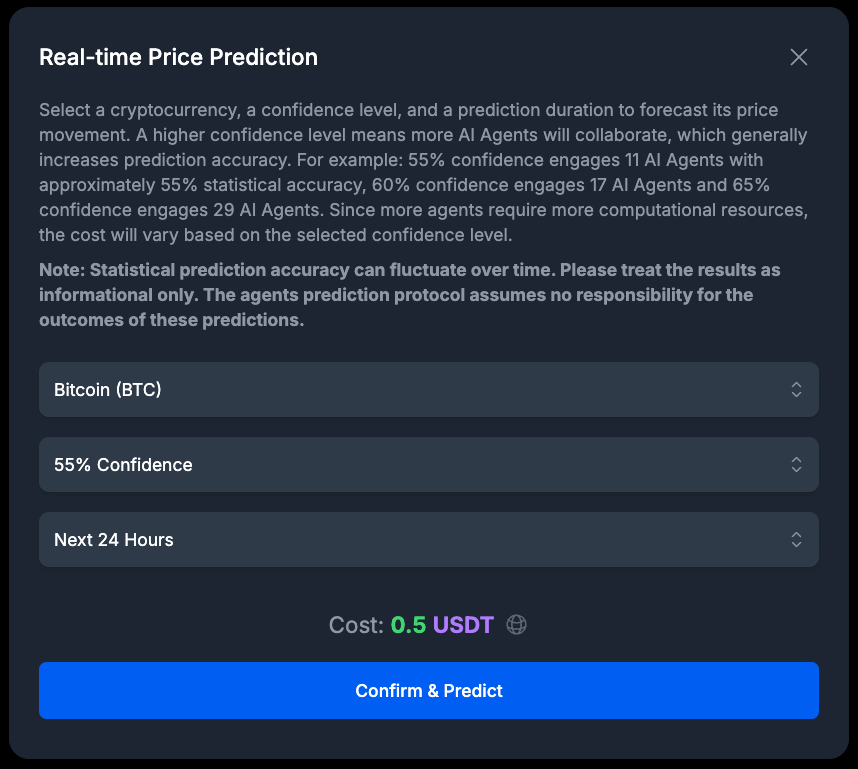 Real-time Price Prediction
Select a cryptocurrency, a confidence level, and a prediction duration to forecast its price
movement. A higher confidence level means more AI Agents will collaborate, which generally
increases prediction accuracy. For example: 55% confidence engages 11 AI Agents with
approximately 55% statistical accuracy, 60% confidence engages 17 AI Agents and 65%
confidence engages 29 AI Agents. Since more agents require more computational resources,
the cost will vary based on the selected confidence level.
Note: Statistical prediction accuracy can fluctuate over time. Please treat the results as
informational only. The agents prediction protocol assumes no responsibility for the
outcomes of these predictions.
Bitcoin (BTC)
55% Confidence
Next 24 Hours
Cost: 0.5 USDT
Confirm & Predict